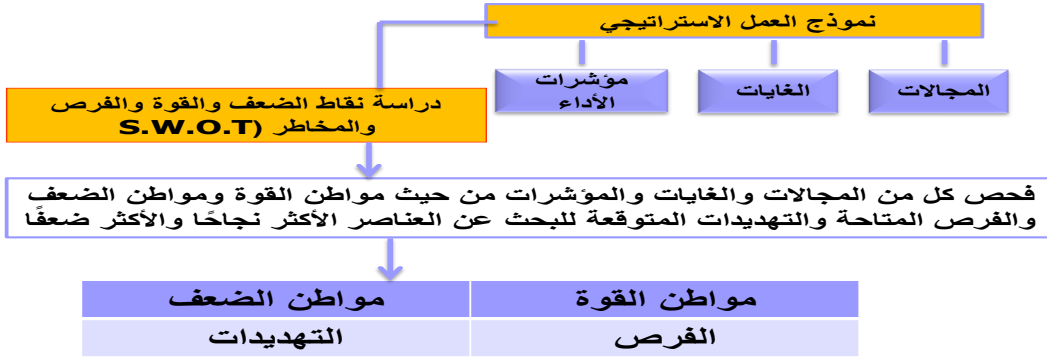 نموذج العمل الاستراتيجي
المجالات
الغايات
مؤشرات
الأداء
دراسة نقاط الضعف والقوة والفرص
والمخاطر (S.W.O.T
فحص كل من المجالات والغايات والمؤشرات من حيث مواطن القوة ومواطن الضعف
والفرص المتاحة والتهديدات المتوقعة للبحث عن العناصر الأكثر نجاحًا والأكثر ضعفًا
مواطن القوة
مواطن الضعف
الفرص
التهديدات